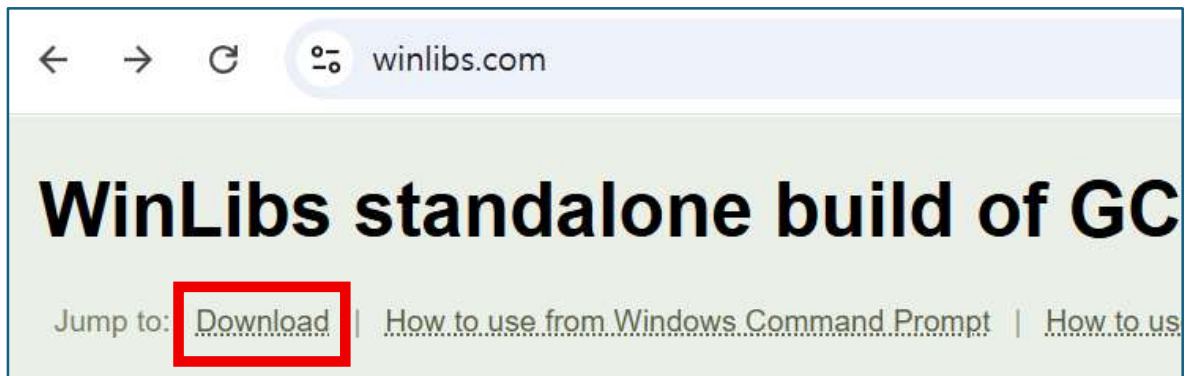 winlibs.com
WinLibs standalone build of GC
Jump to: Download | How to use from Windows Command Prompt | How to us